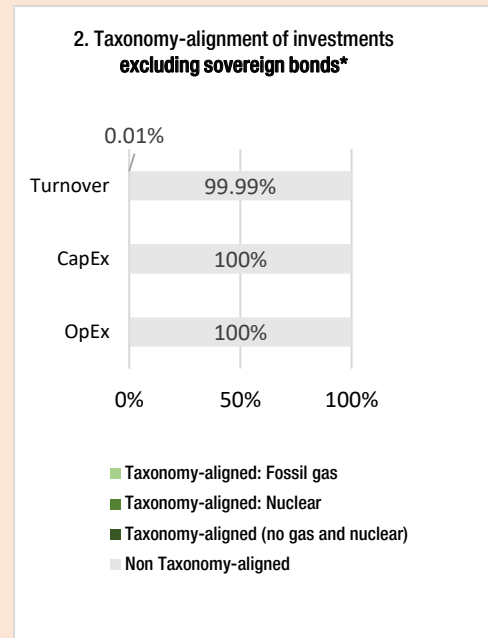 2. Taxonomy-alignment of investments
excluding sovereign bonds*
0.01%
Turnover 99.99%
CapEx 100%
OpEx 100%
0% 50% 100%
Taxonomy-aligned: Fossil gas
Taxonomy-aligned: Nuclear
Taxonomy-aligned (no gas and nuclear)
Non Taxonomy-aligned